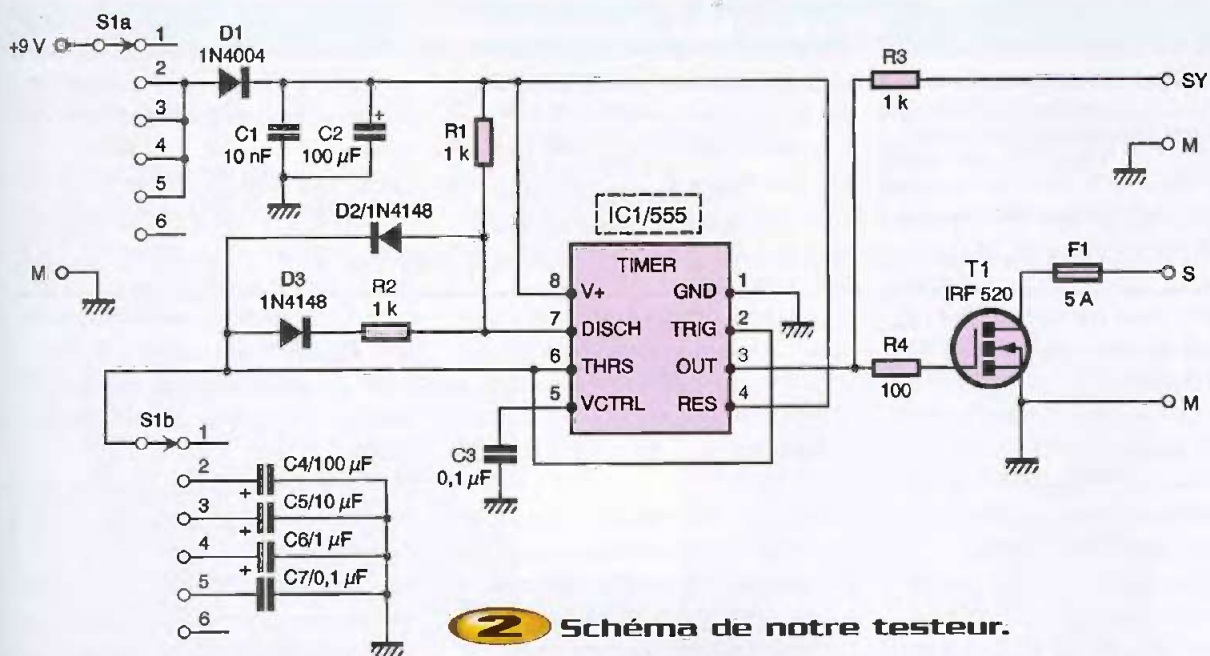 S1a
+9 V
1
2
3
4
5
6
M
D1
1N4004
C1
10 nF
C2
100 µF
+
R1
1 k
D2/1N4148
D3
1N4148
R2
1 k
IC1/555
TIMER
8
V+
7
DISCH
6
THRS
5
VCTRL
GND
1
TRIG
2
OUT
3
RES
4
C3
0,1 µF
R3
1 k
SY
M
T1
IRF 520
F1
5 A
S
R4
100
M
S1b
1
2
C4/100 µF
+
3
C5/10 µF
+
4
C6/1 µF
+
5
C7/0,1 µF
6
2 Schéma de notre testeur.